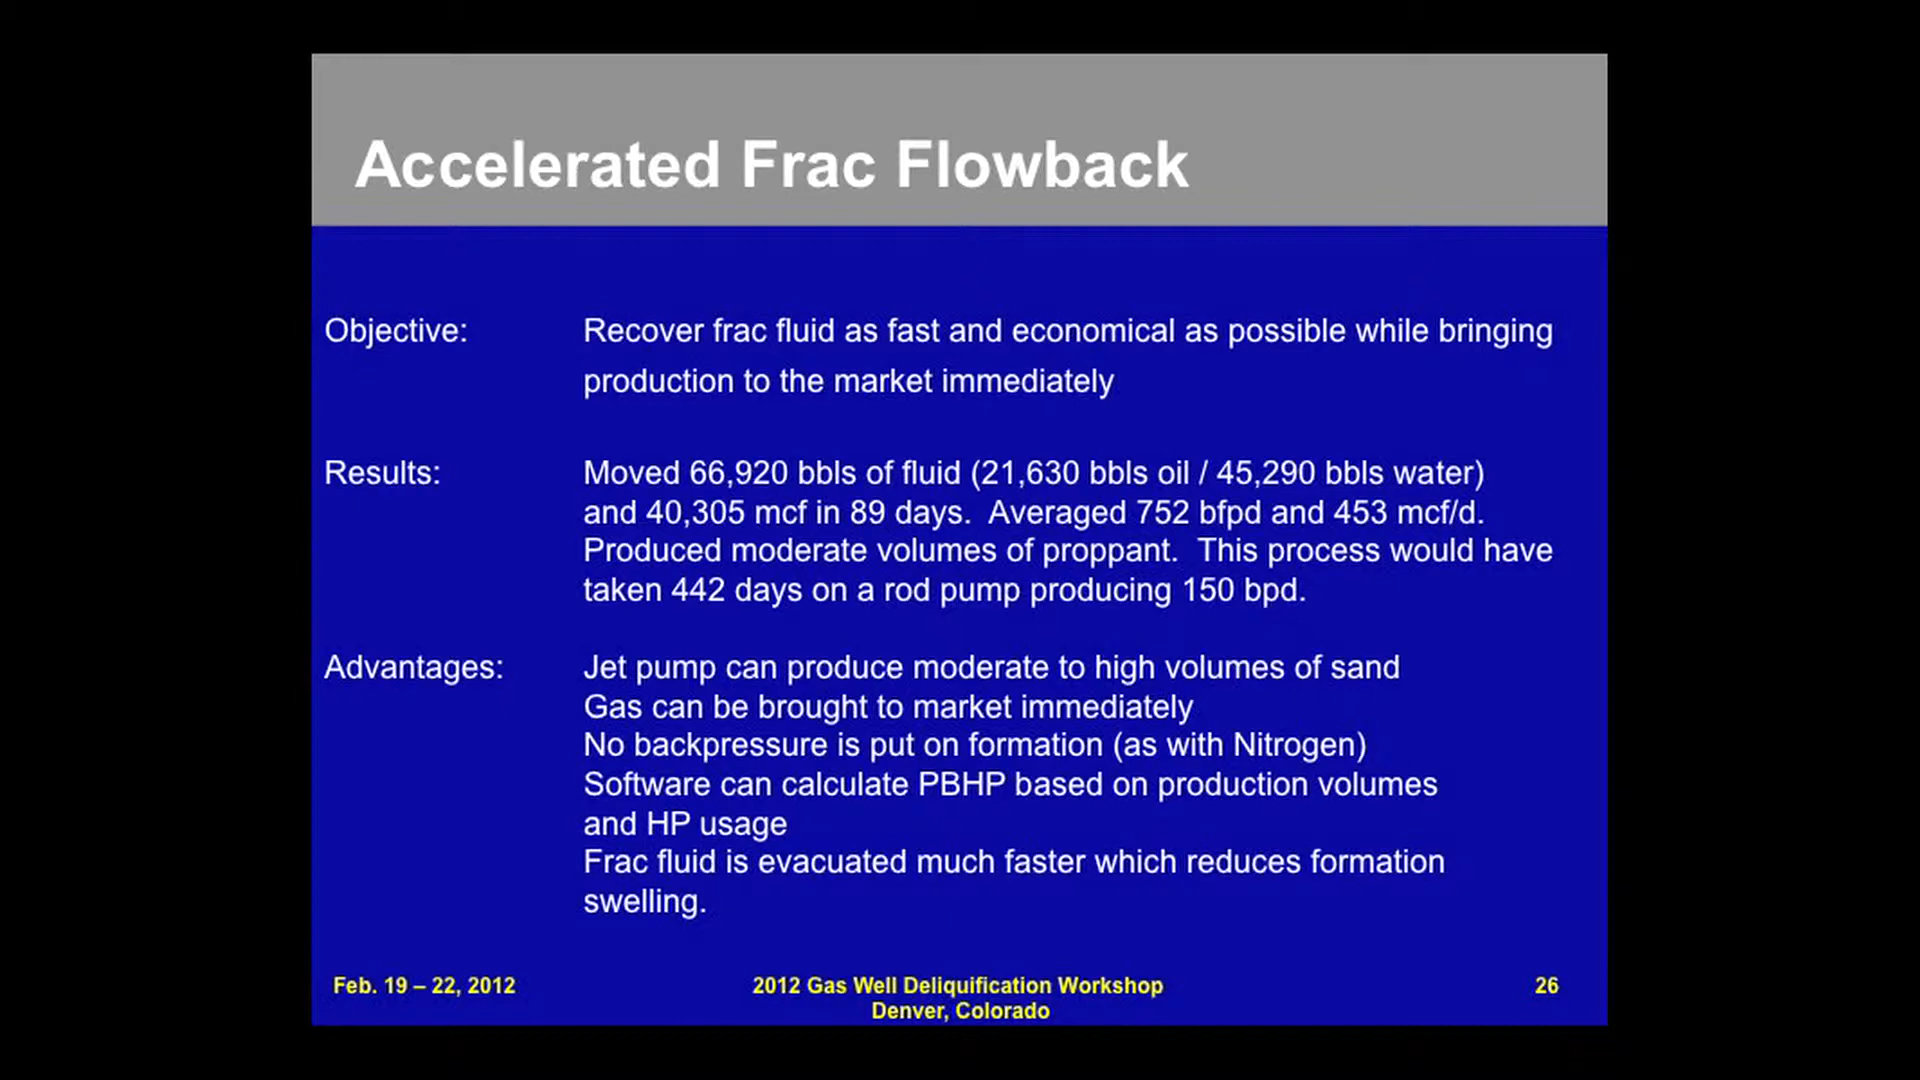 Accelerated Frac Flowback
Objective: Recover frac fluid as fast and economical as possible while bringing
production to the market immediately
Results: Moved 66,920 bbls of fluid (21,630 bbls oil / 45,290 bbls water)
and 40,305 mcf in 89 days. Averaged 752 bfpd and 453 mcf/d.
Produced moderate volumes of proppant. This process would have
taken 442 days on a rod pump producing 150 bpd.
Advantages: Jet pump can produce moderate to high volumes of sand
Gas can be brought to market immediately
No backpressure is put on formation (as with Nitrogen)
Software can calculate PBHP based on production volumes
and HP usage
Frac fluid is evacuated much faster which reduces formation
swelling.
Feb. 19 – 22, 2012 2012 Gas Well Deliquification Workshop 26
Denver, Colorado